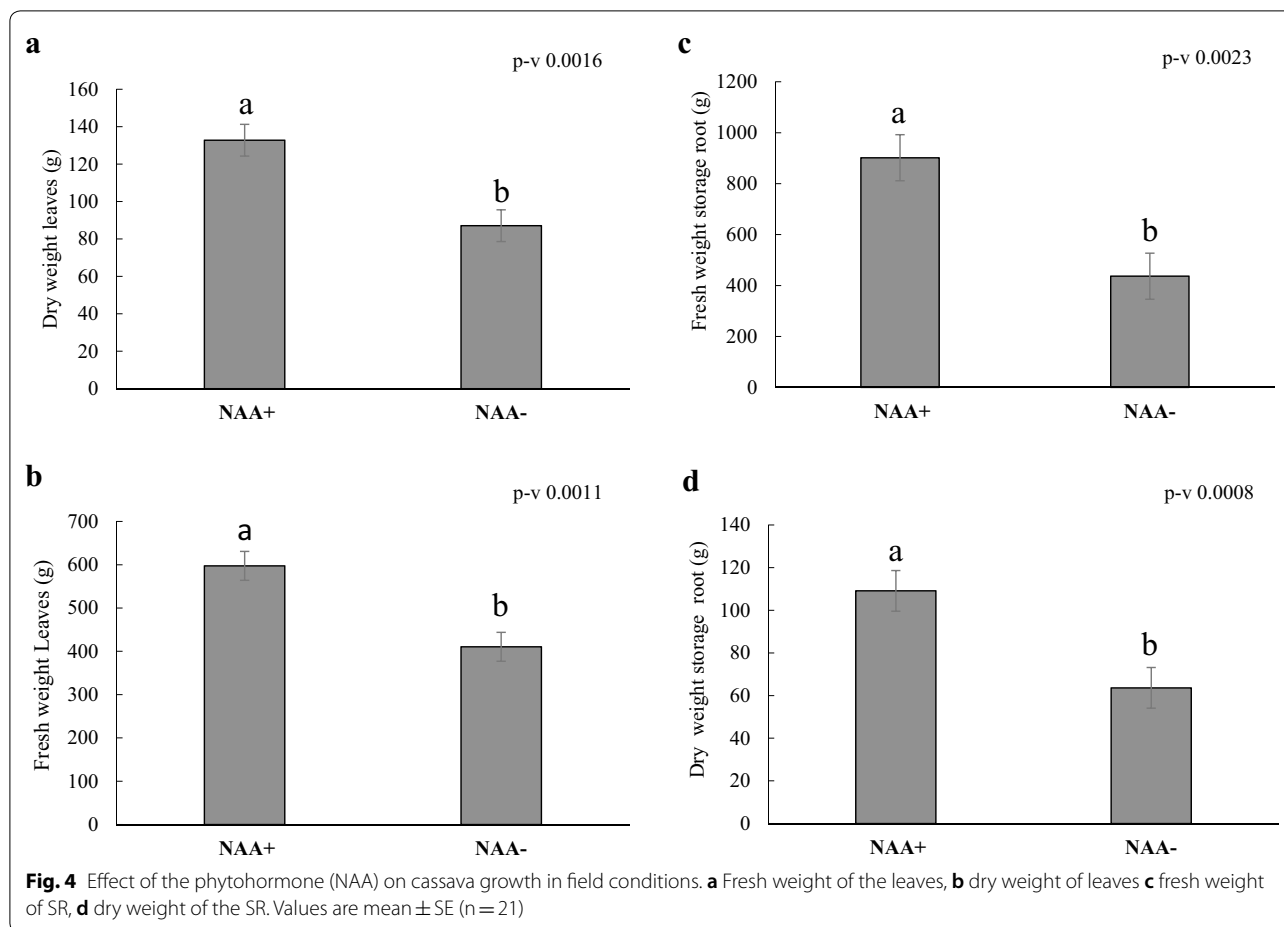 a
p-v 0.0016
Dry weight leaves (g)
160
140
120
100
80
60
40
20
0
a
b
NAA+ NAA-
c
p-v 0.0023
Fresh weight storage root (g)
1200
1000
800
600
400
200
0
a
b
NAA+ NAA-
b
p-v 0.0011
Fresh weight Leaves (g)
700
600
500
400
300
200
100
0
a
b
NAA+ NAA-
d
p-v 0.0008
Dry weight storage root (g)
140
120
100
80
60
40
20
0
a
b
NAA+ NAA-
Fig. 4 Effect of the phytohormone (NAA) on cassava growth in field conditions. a Fresh weight of the leaves, b dry weight of leaves c fresh weight
of SR, d dry weight of the SR. Values are mean ± SE (n = 21)